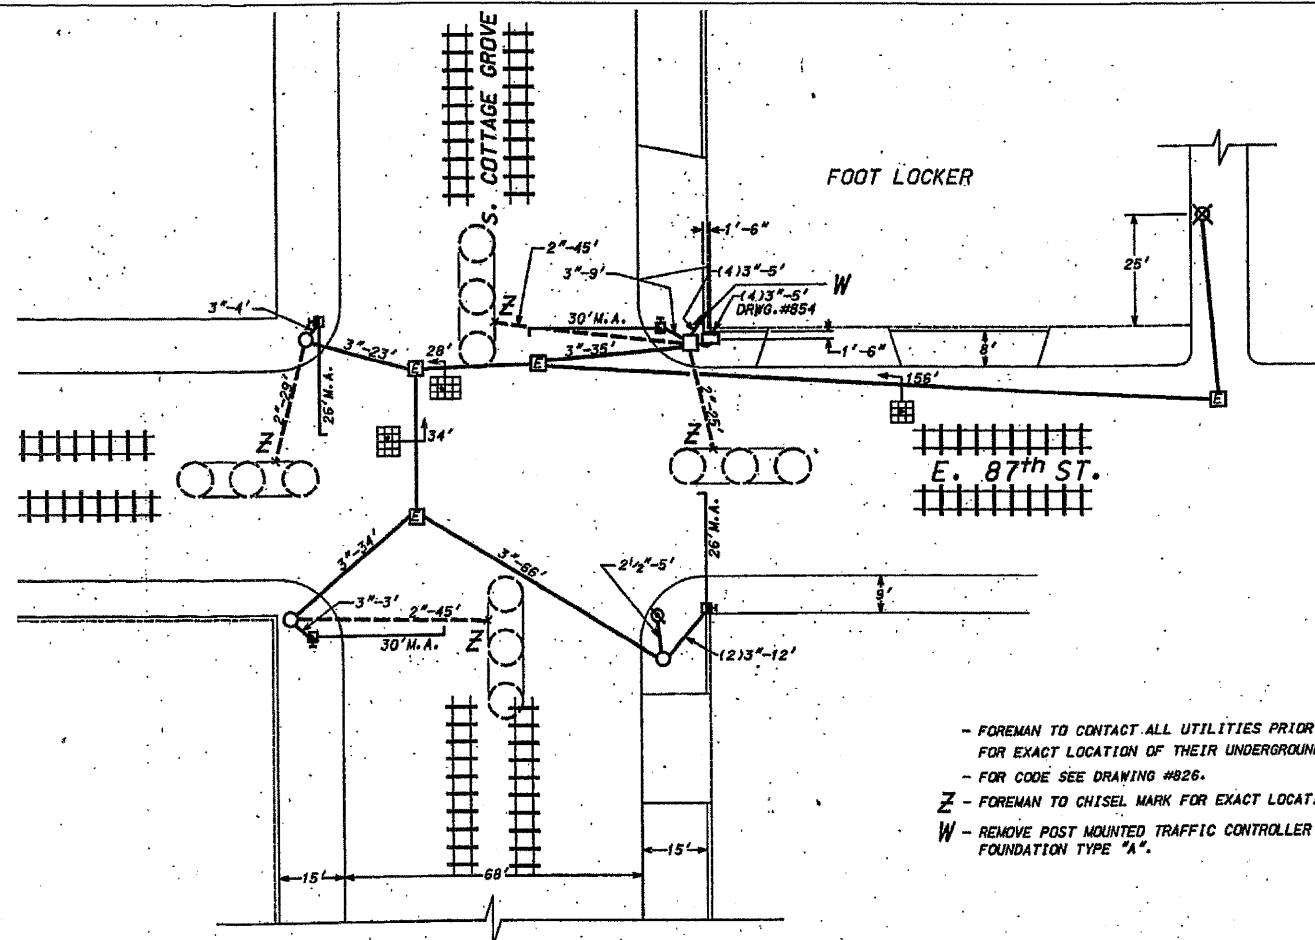 S. COTTAGE GROVE
FOOT LOCKER
1'-6"
2"-45'
3"-9'
(4)3"-5'
W
25'
3"-4'
Z
30'M.A.
(4)3"-5'
DRWG.#854
3"-23'
28'
3"-35'
1'-6"
8'
E
E
2"-29'
26'M.A.
156'
E
Z
34'
2"-25'
Z
E. 87th ST.
E
26'M.A.
3"-34'
3"-66'
2½"-5'
9'
3"-3'
2"-45'
30'M.A.
Z
(2)3"-12'
- FOREMAN TO CONTACT ALL UTILITIES PRIOR
FOR EXACT LOCATION OF THEIR UNDERGROUN
- FOR CODE SEE DRAWING #826.
Z - FOREMAN TO CHISEL MARK FOR EXACT LOCAT
W - REMOVE POST MOUNTED TRAFFIC CONTROLLER
FOUNDATION TYPE "A".
15'
15'
68'